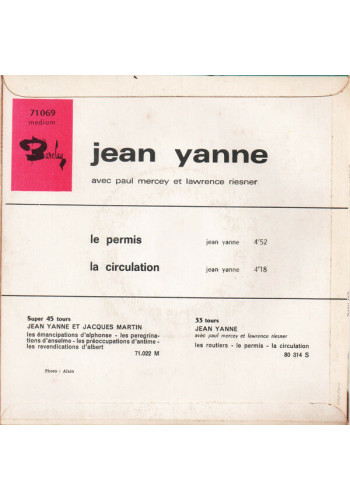 71069
medium
Barclay
jean yanne
avec paul mercey et lawrence riesner
le permis jean yanne 4'52
la circulation jean yanne 4'18
Super 45 tours
JEAN YANNE ET JACQUES MARTIN
les émancipations d'alphonse - les peregrina-
tions d'anselme - les préoccupations d'antime -
les revendications d'albert
71.022 M
33 tours
JEAN YANNE
avec paul mercey et lawrence riesner
les routiers - le permis - la circulation
80 314 S
Photo : Alain